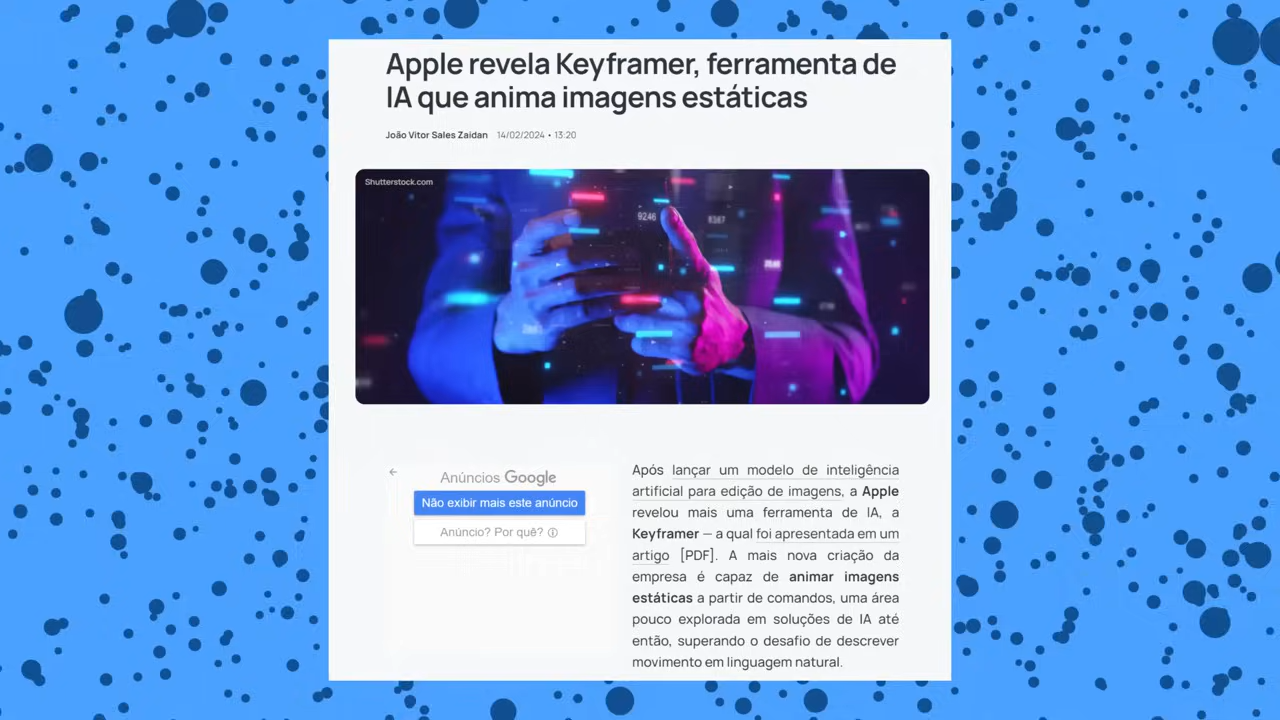 Apple revela Keyframer, ferramenta de
IA que anima imagens estáticas
João Vitor Sales Zaidan 14/02/2024 • 13:20
Shutterstock.com
9246
Anúncios Google
Não exibir mais este anúncio
Anúncio? Por quê?
Após lançar um modelo de inteligência
artificial para edição de imagens, a Apple
revelou mais uma ferramenta de IA, a
Keyframer — a qual foi apresentada em um
artigo [PDF]. A mais nova criação da
empresa é capaz de animar imagens
estáticas a partir de comandos, uma área
pouco explorada em soluções de IA até
então, superando o desafio de descrever
movimento em linguagem natural.